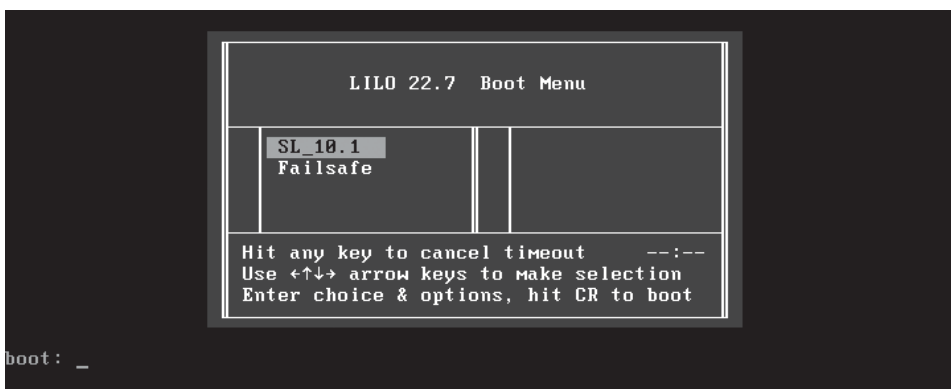 LILO 22.7 Boot Menu
SL_10.1
Failsafe
Hit any key to cancel timeout --:--
Use ←↑↓→ arrow keys to make selection
Enter choice & options, hit CR to boot
boot: _